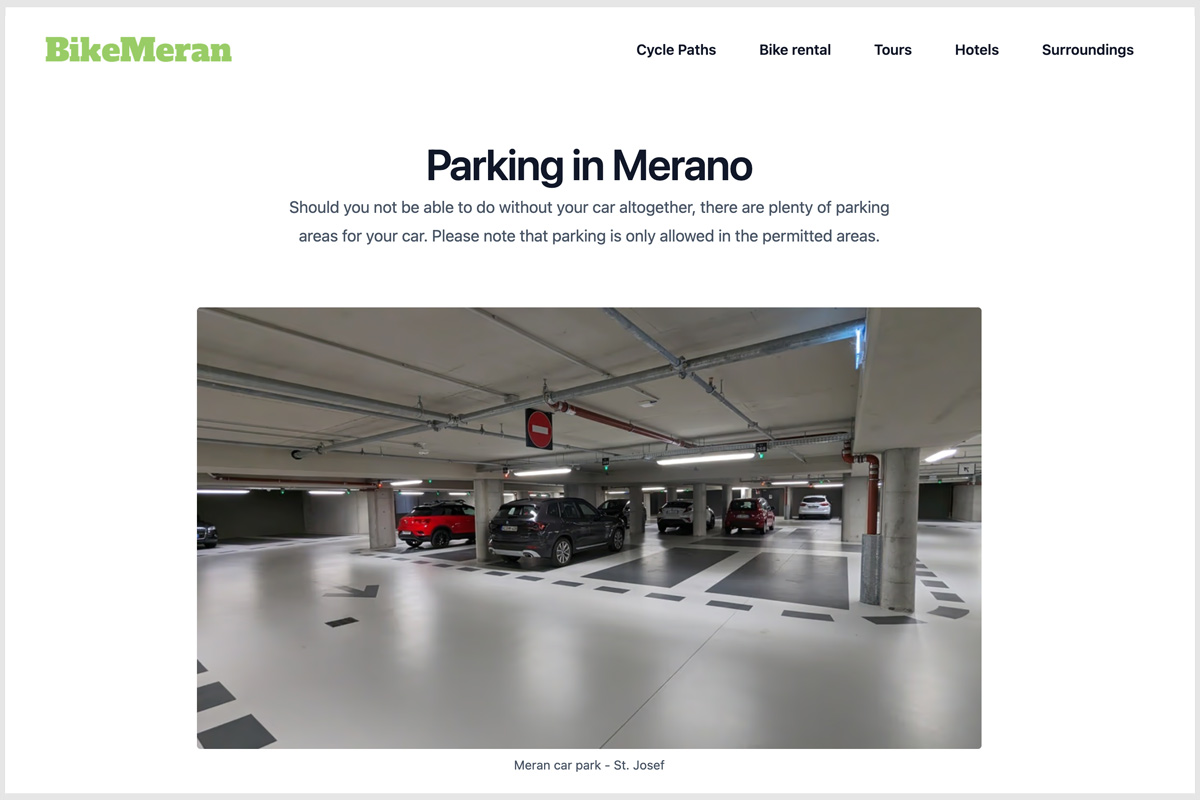 BikeMeran
Cycle Paths
Bike rental
Tours
Hotels
Surroundings
Parking in Merano
Should you not be able to do without your car altogether, there are plenty of parking
areas for your car. Please note that parking is only allowed in the permitted areas.
Meran car park - St. Josef